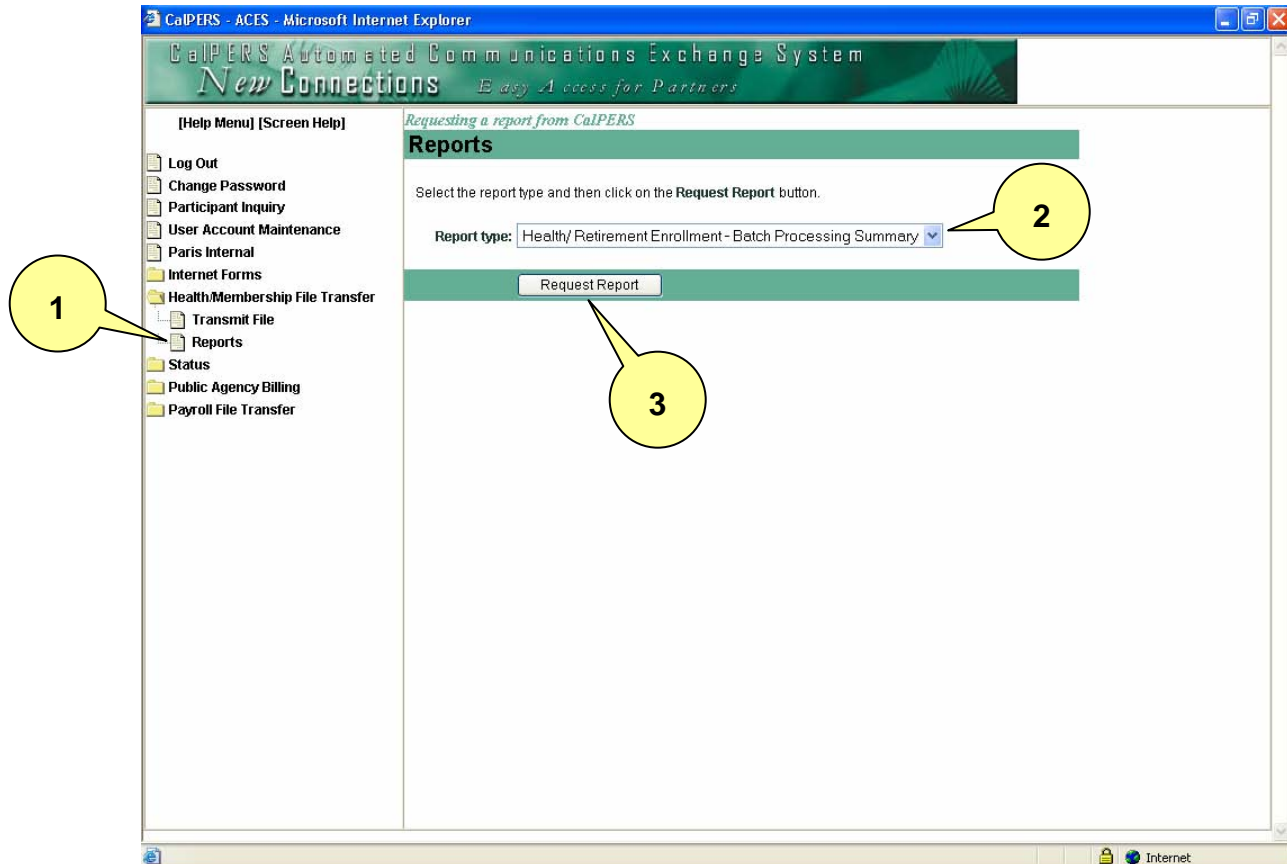 CalPERS - ACES - Microsoft Internet Explorer
CalPERS Automated Communications Exchange System
New Connections Easy Access for Partners
[Help Menu] [Screen Help]
Log Out
Change Password
Participant Inquiry
User Account Maintenance
Paris Internal
Internet Forms
Health/Membership File Transfer
Transmit File
Reports
Status
Public Agency Billing
Payroll File Transfer
1
Requesting a report from CalPERS
Reports
Select the report type and then click on the Request Report button.
Report type: Health/ Retirement Enrollment - Batch Processing Summary
2
Request Report
3
Internet